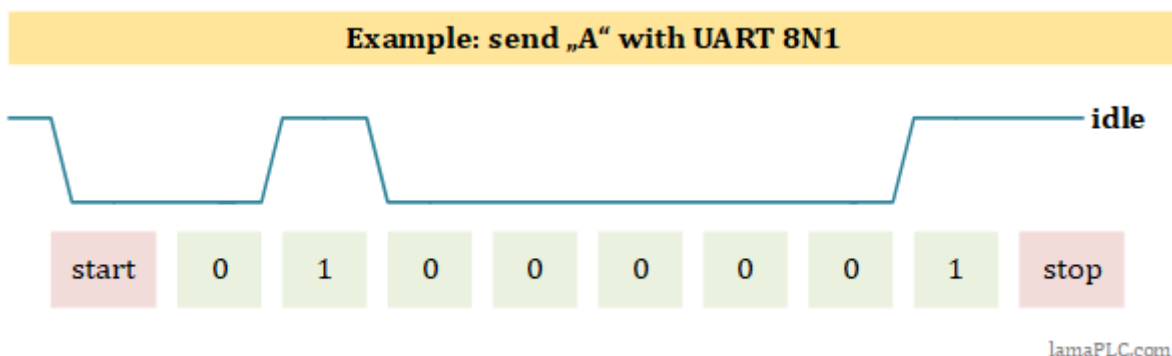 Example: send „A“ with UART 8N1
idle
start 0 1 0 0 0 0 0 1 stop
lamaPLC.com